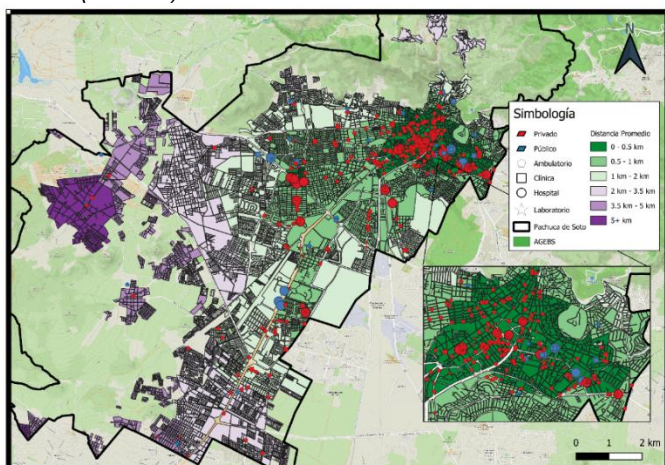 N
Simbología
Privado
Público
Ambulatorio
Clínica
Hospital
Laboratorio
Pachuca de Soto
AGEBS
Distancia Promedio
0 - 0.5 km
0.5 - 1 km
1 km - 2 km
2 km - 3.5 km
3.5 km - 5 km
5+ km
0 1 2 km